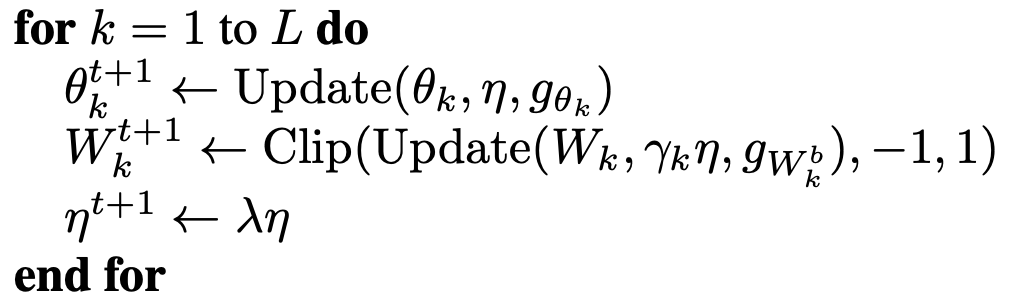 for k = 1 to L do
θ_k^{t+1} ← Update(θ_k, η, g_{θ_k})
W_k^{t+1} ← Clip(Update(W_k, γ_kη, g_{W_k^b}), −1, 1)
η^{t+1} ← λη
end for